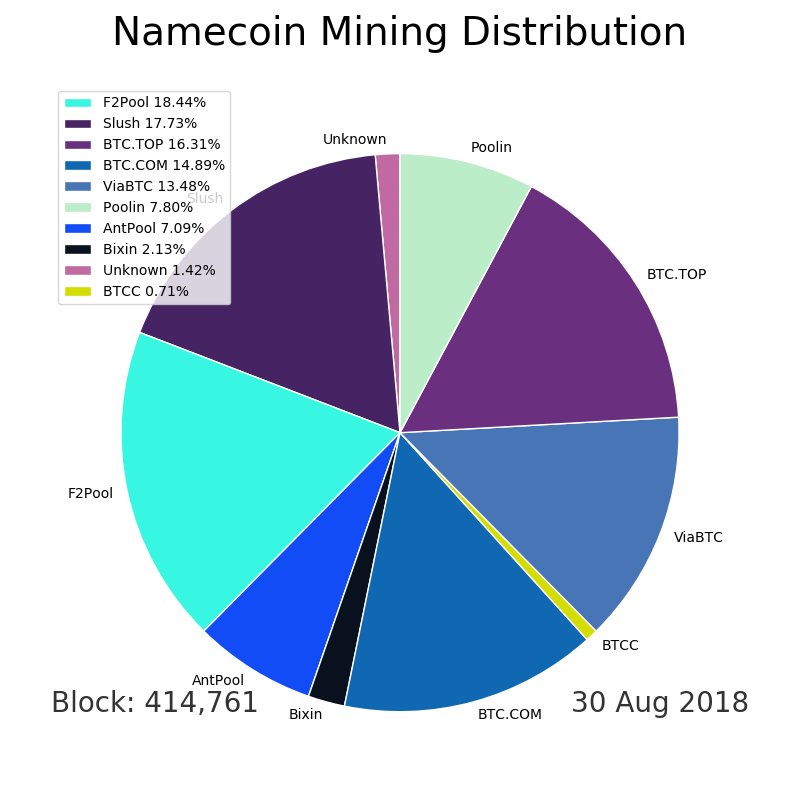 Namecoin Mining Distribution
F2Pool 18.44%
Slush 17.73%
BTC.TOP 16.31%
BTC.COM 14.89%
ViaBTC 13.48%
Poolin 7.80%
AntPool 7.09%
Bixin 2.13%
Unknown 1.42%
BTCC 0.71%
Unknown
Poolin
Slush
BTC.TOP
F2Pool
ViaBTC
BTCC
AntPool
Bixin
BTC.COM
Block: 414,761
30 Aug 2018